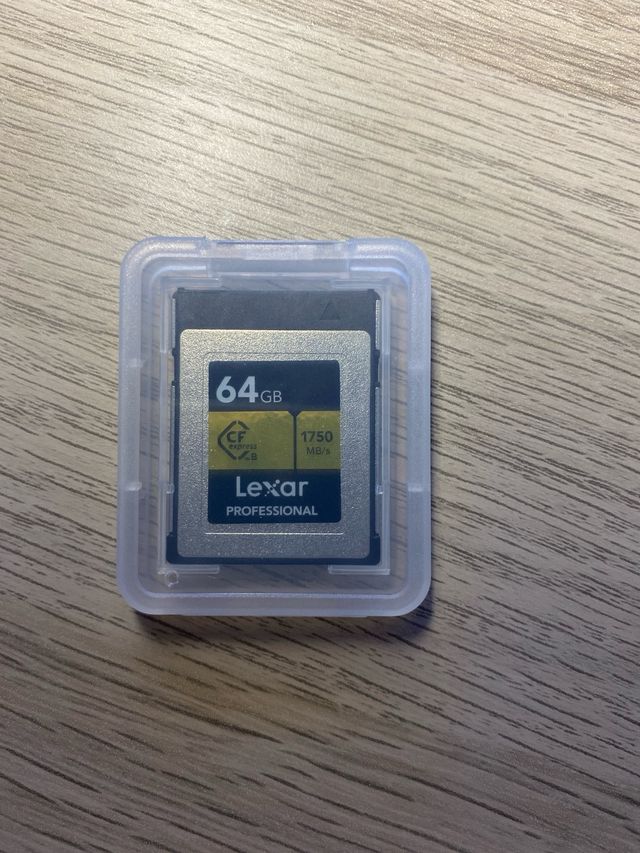 64GB
CF
express
B
1750
MB/s
Lexar
PROFESSIONAL